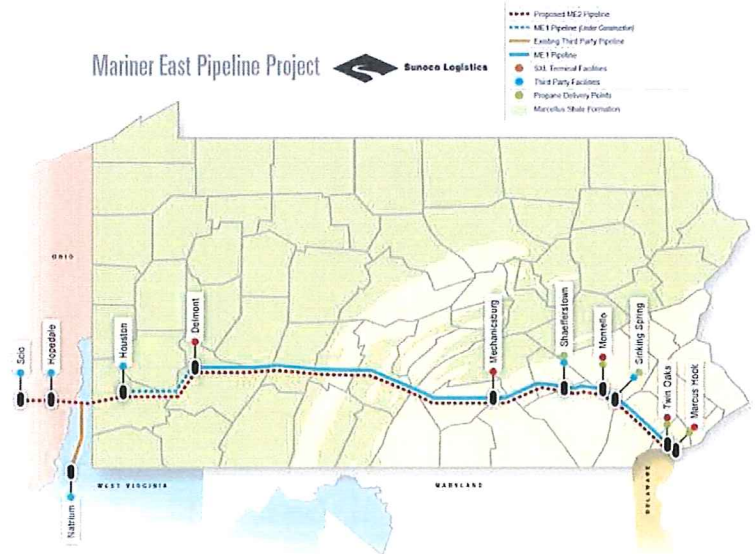 Proposed ME2 Pipeline
ME1 Pipeline (Under Construction)
Existing Third Party Pipeline
ME1 Pipeline
SXL Terminal Facilities
Third Party Facilities
Propane Delivery Points
Marcellus Shale Formation
Mariner East Pipeline Project
Sunoco Logistics
OHIO
Scio
Hopedale
Houston
Delmont
Mechanicsburg
Shaefferstown
Montello
Sinking Spring
Twin Oaks
Marcus Hook
Natrium
WEST VIRGINIA
MARYLAND
DELAWARE